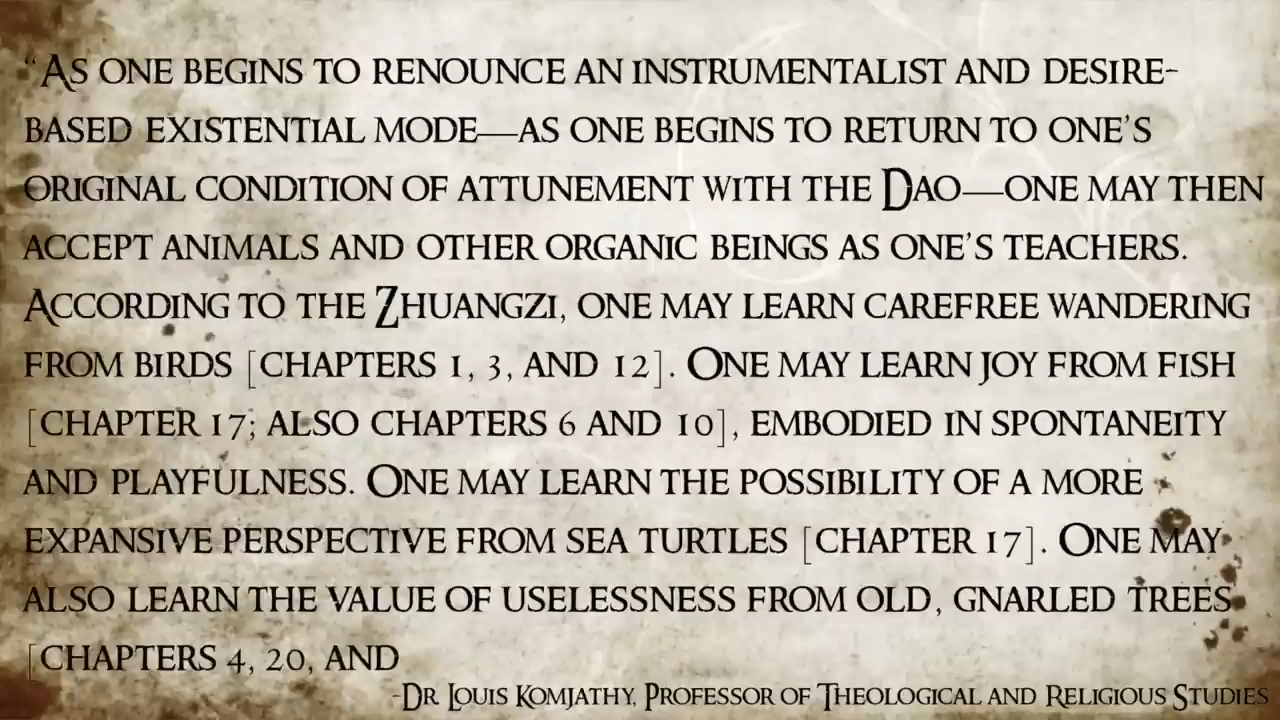 “As one begins to renounce an instrumentalist and desire-
based existential mode—as one begins to return to one’s
original condition of attunement with the Dao—one may then
accept animals and other organic beings as one’s teachers.
According to the Zhuangzi, one may learn carefree wandering
from birds [chapters 1, 3, and 12]. One may learn joy from fish
[chapter 17; also chapters 6 and 10], embodied in spontaneity
and playfulness. One may learn the possibility of a more
expansive perspective from sea turtles [chapter 17]. One may
also learn the value of uselessness from old, gnarled trees
[chapters 4, 20, and
-Dr Louis Komjathy, Professor of Theological and Religious Studies